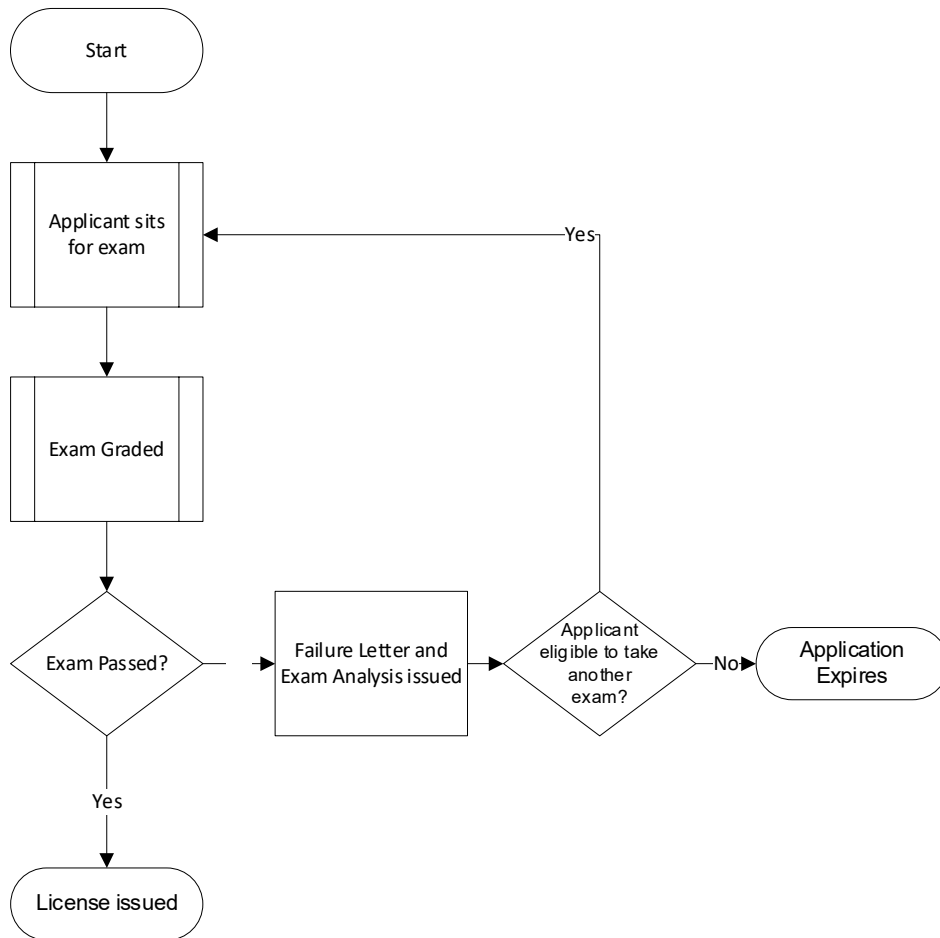 Start
Applicant sits
for exam
Yes
Exam Graded
Exam Passed?
Failure Letter and
Exam Analysis issued
Applicant
eligible to take
another
exam?
No
Application
Expires
Yes
License issued